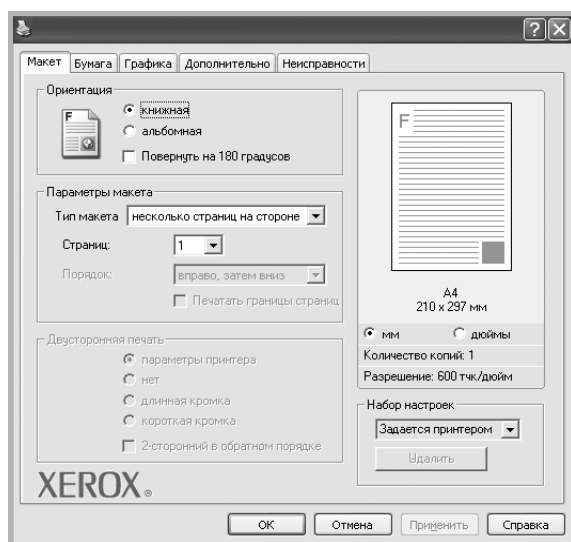 Макет Бумага Графика Дополнительно Неисправности
Ориентация
F
книжная
альбомная
Повернуть на 180 градусов
Параметры макета
Тип макета несколько страниц на стороне
Страниц: 1
Порядок: вправо, затем вниз
Печатать границы страниц
Двусторонняя печать
параметры принтера
нет
длинная кромка
короткая кромка
2-сторонний в обратном порядке
XEROX®
F
A4
210 x 297 мм
мм дюймы
Количество копий: 1
Разрешение: 600 тчк/дюйм
Набор настроек
Задается принтером
Удалить
OK Отмена Применить Справка